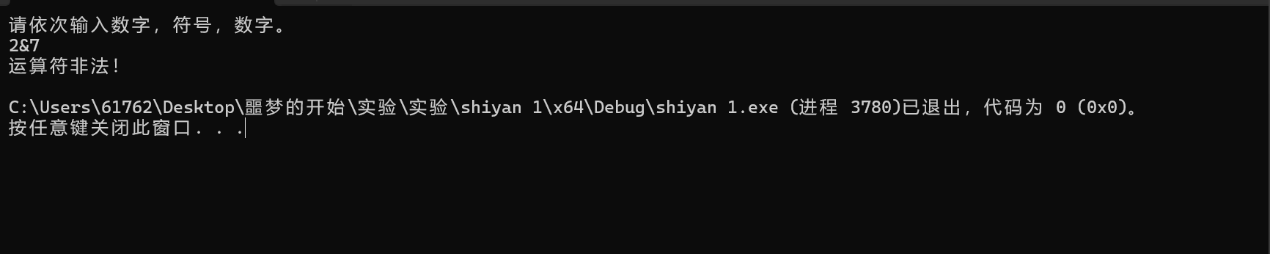 请依次输入数字，符号，数字。
2&7
运算符非法！
C:\Users\61762\Desktop\噩梦的开始\实验\实验\shiyan 1\x64\Debug\shiyan 1.exe (进程 3780)已退出，代码为 0 (0x0)。
按任意键关闭此窗口. . .